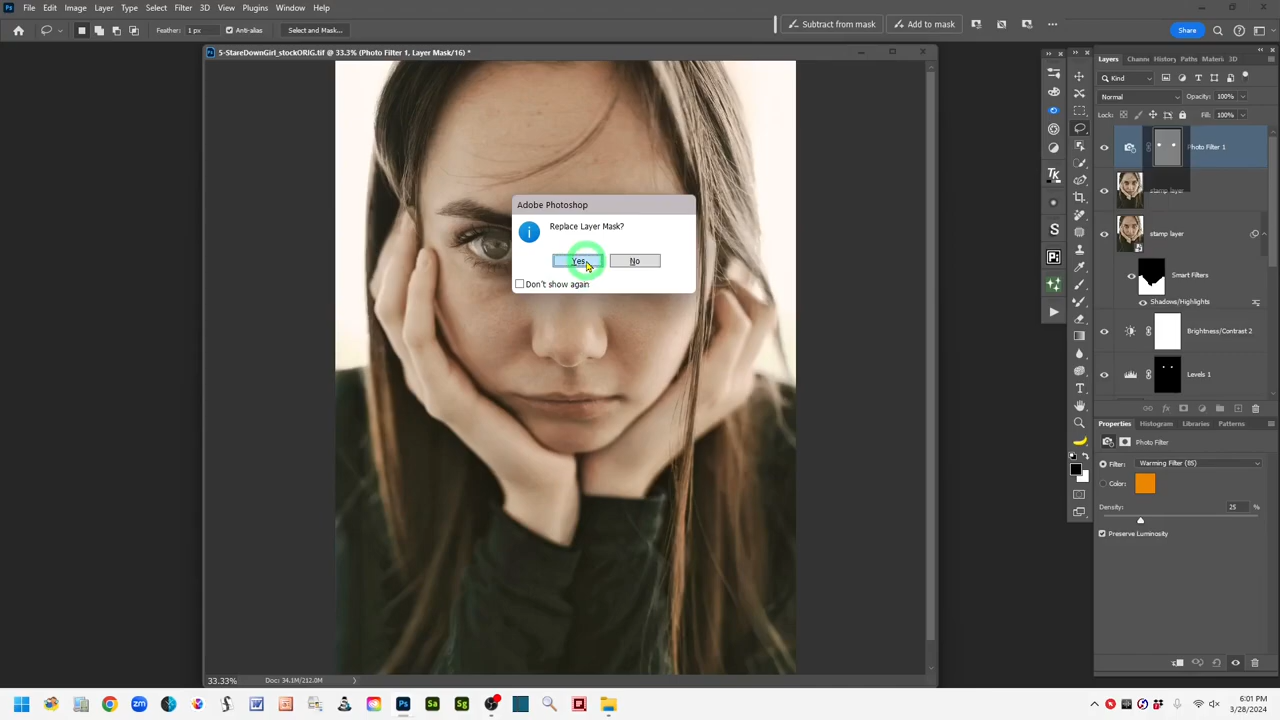 File Edit Image Layer Type Select Filter 3D View Plugins Window Help
Feather: 1 px Anti-alias Select and Mask... Subtract from mask Add to mask Share
5-StareDownGirl_stockORIG.tif @ 33.3% (Photo Filter 1, Layer Mask/16) *
Adobe Photoshop
Replace Layer Mask?
Yes No
Don't show again
Layers Channe History Paths Materi 3D
Kind
Normal Opacity: 100%
Lock: Fill: 100%
Photo Filter 1
stamp layer
stamp layer
Smart Filters
Shadows/Highlights
Brightness/Contrast 2
Levels 1
Properties Histogram Libraries Patterns
Photo Filter
Filter: Warming Filter (85)
Color:
Density: 25 %
Preserve Luminosity
33.33% Doc: 34.1M/212.0M
6:01 PM
3/28/2024